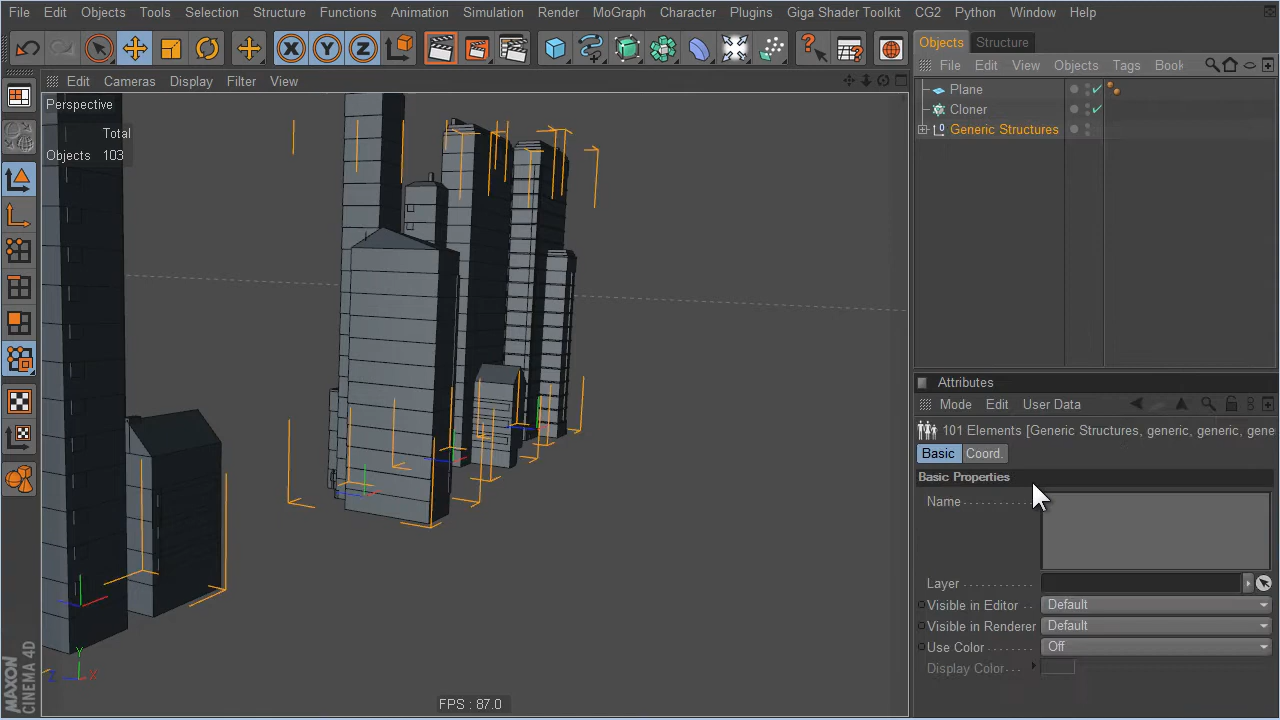 File Edit Objects Tools Selection Structure Functions Animation Simulation Render MoGraph Character Plugins Giga Shader Toolkit CG2 Python Window Help
Objects Structure
File Edit View Objects Tags Book
Edit Cameras Display Filter View
Perspective
Total
Objects 103
Plane
Cloner
Generic Structures
Attributes
Mode Edit User Data
101 Elements [Generic Structures, generic, generic, gene
Basic Coord.
Basic Properties
Name
Layer
Visible in Editor Default
Visible in Renderer Default
Use Color Off
Display Color
X Y Z
Y
Z X
FPS : 87.0
MAXON
CINEMA 4D